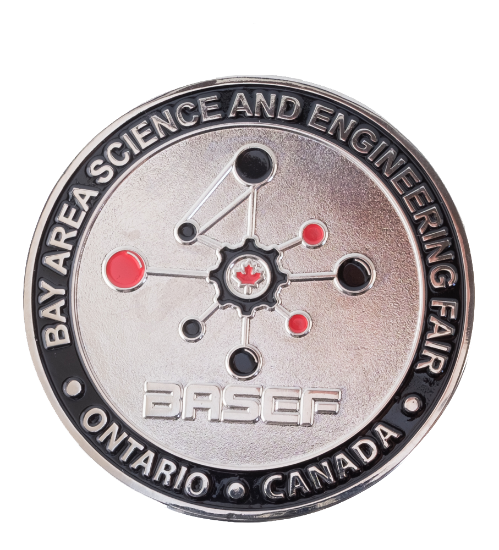 BAY AREA SCIENCE AND ENGINEERING FAIR
BASEF
ONTARIO • CANADA